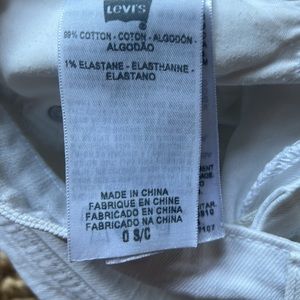 Levi's
®
99% COTTON - COTON - ALGODÓN -
ALGODÃO
1% ELASTANE - ELASTHANNE -
ELASTANO
MADE IN CHINA
FABRIQUE EN CHINE
FABRICADO EN CHINA
FABRICADO NA CHINA
0 S/C